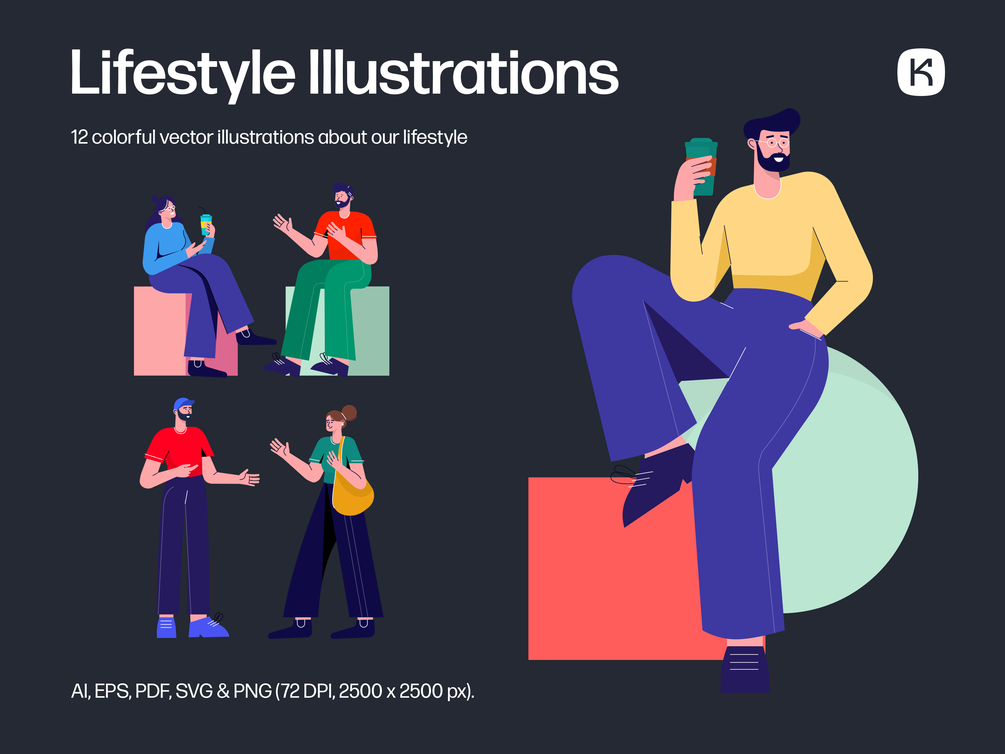 Lifestyle Illustrations
K
12 colorful vector illustrations about our lifestyle
AI, EPS, PDF, SVG & PNG (72 DPI, 2500 x 2500 px).